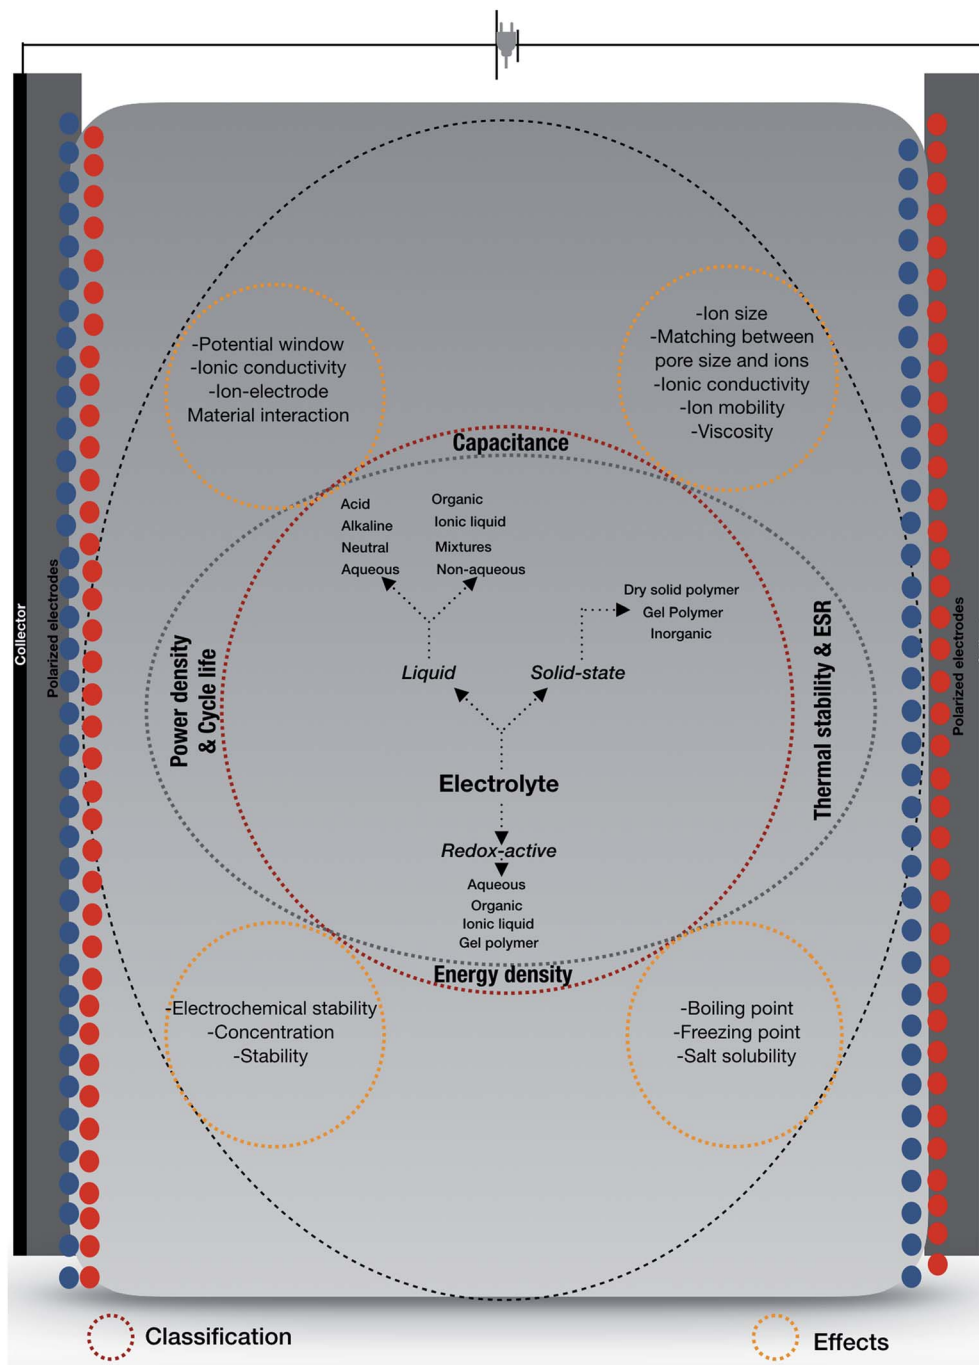 -Potential window
-Ionic conductivity
-Ion-electrode
Material interaction
-Ion size
-Matching between
pore size and ions
-Ionic conductivity
-Ion mobility
-Viscosity
Capacitance
Acid
Alkaline
Neutral
Aqueous
Organic
Ionic liquid
Mixtures
Non-aqueous
Dry solid polymer
Gel Polymer
Inorganic
Liquid
Solid-state
Electrolyte
Redox-active
Aqueous
Organic
Ionic liquid
Gel polymer
Energy density
Collector
Polarized electrodes
Power density
& Cycle life
Thermal stability & ESR
Polarized electrodes
-Electrochemical stability
-Concentration
-Stability
-Boiling point
-Freezing point
-Salt solubility
Classification
Effects